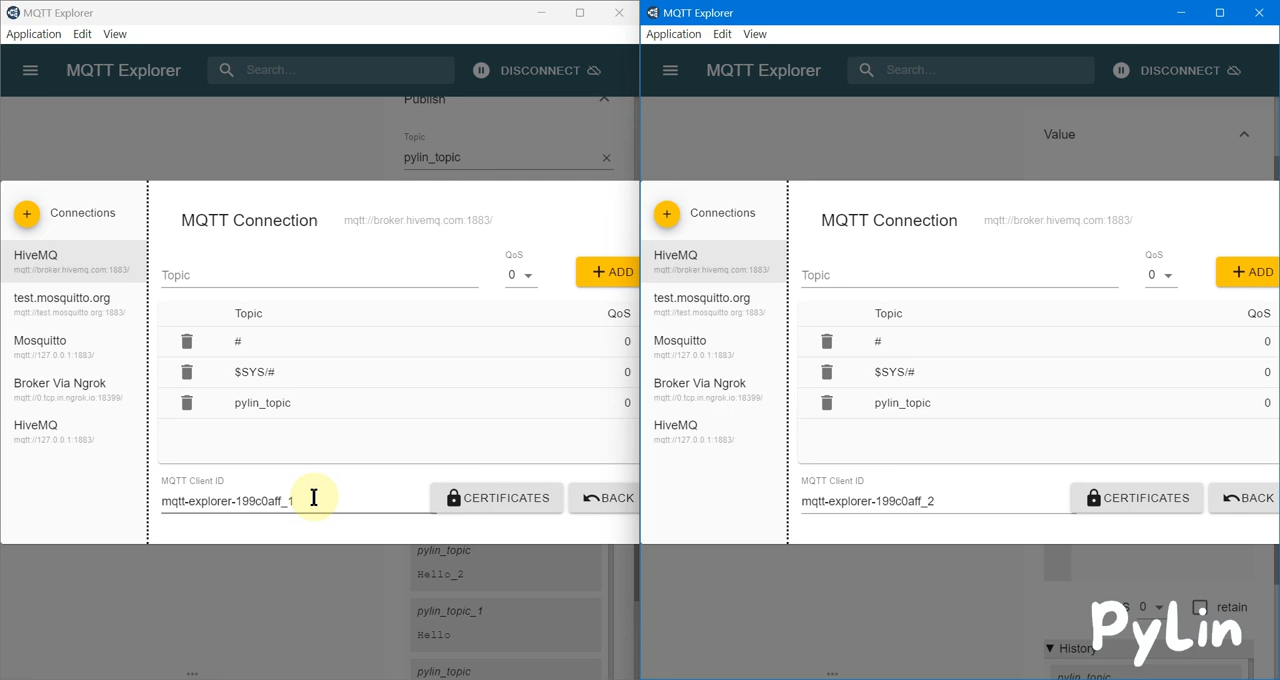 MQTT Explorer
Application Edit View
MQTT Explorer Search... DISCONNECT
Publish
Topic
pylin_topic
Connections
HiveMQ
mqtt://broker.hivemq.com:1883/
test.mosquitto.org
mqtt://test.mosquitto.org:1883/
Mosquitto
mqtt://127.0.0.1:1883/
Broker Via Ngrok
mqtt://0.tcp.in.ngrok.io:18399/
HiveMQ
mqtt://127.0.0.1:1883/
MQTT Connection mqtt://broker.hivemq.com:1883/
QoS
Topic 0 + ADD
Topic QoS
# 0
$SYS/# 0
pylin_topic 0
MQTT Client ID
mqtt-explorer-199c0aff_1 CERTIFICATES BACK
pylin_topic
Hello_2
pylin_topic_1
Hello
pylin_topic
...
MQTT Explorer
Application Edit View
MQTT Explorer Search... DISCONNECT
Value
Connections
HiveMQ
mqtt://broker.hivemq.com:1883/
test.mosquitto.org
mqtt://test.mosquitto.org:1883/
Mosquitto
mqtt://127.0.0.1:1883/
Broker Via Ngrok
mqtt://0.tcp.in.ngrok.io:18399/
HiveMQ
mqtt://127.0.0.1:1883/
MQTT Connection mqtt://broker.hivemq.com:1883/
QoS
Topic 0 + ADD
Topic QoS
# 0
$SYS/# 0
pylin_topic 0
MQTT Client ID
mqtt-explorer-199c0aff_2 CERTIFICATES BACK
S 0 retain
History
pylin_topic
...
PyLin